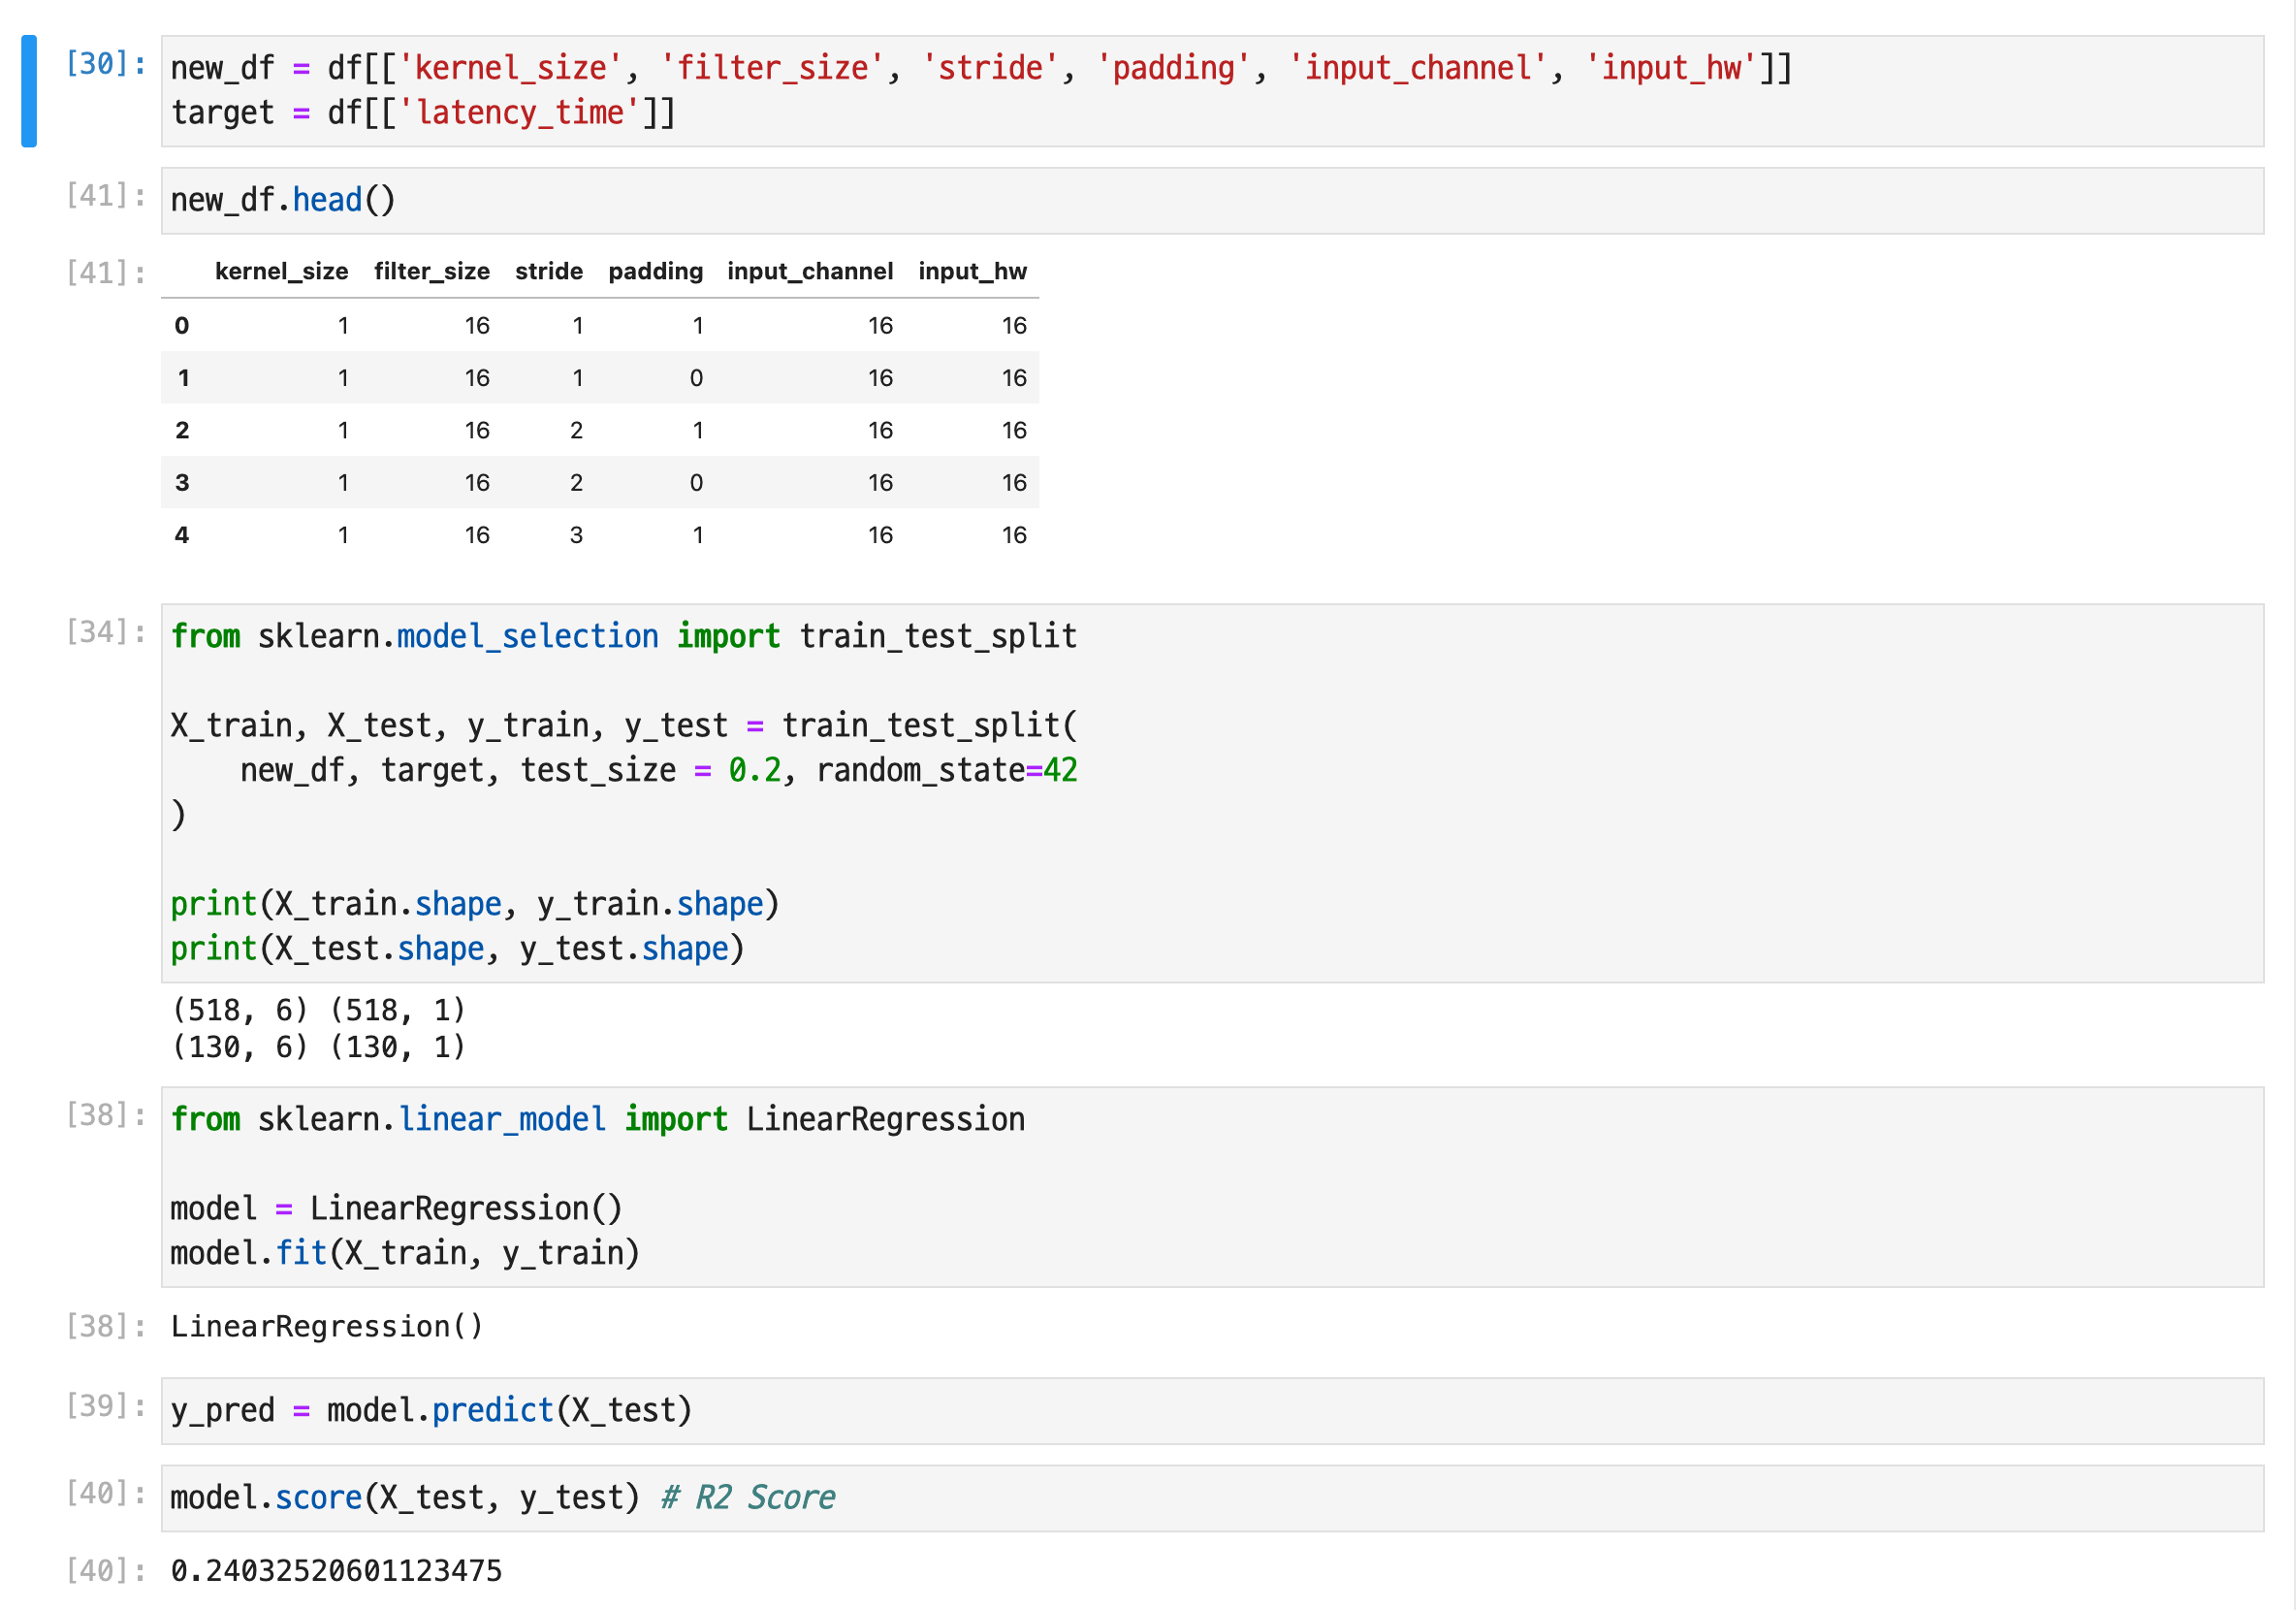 [30]: new_df = df[['kernel_size', 'filter_size', 'stride', 'padding', 'input_channel', 'input_hw']]
target = df[['latency_time']]
[41]: new_df.head()
[41]: kernel_size filter_size stride padding input_channel input_hw
0 1 16 1 1 16 16
1 1 16 1 0 16 16
2 1 16 2 1 16 16
3 1 16 2 0 16 16
4 1 16 3 1 16 16
[34]: from sklearn.model_selection import train_test_split
X_train, X_test, y_train, y_test = train_test_split(
new_df, target, test_size = 0.2, random_state=42
)
print(X_train.shape, y_train.shape)
print(X_test.shape, y_test.shape)
(518, 6) (518, 1)
(130, 6) (130, 1)
[38]: from sklearn.linear_model import LinearRegression
model = LinearRegression()
model.fit(X_train, y_train)
[38]: LinearRegression()
[39]: y_pred = model.predict(X_test)
[40]: model.score(X_test, y_test) # R2 Score
[40]: 0.24032520601123475